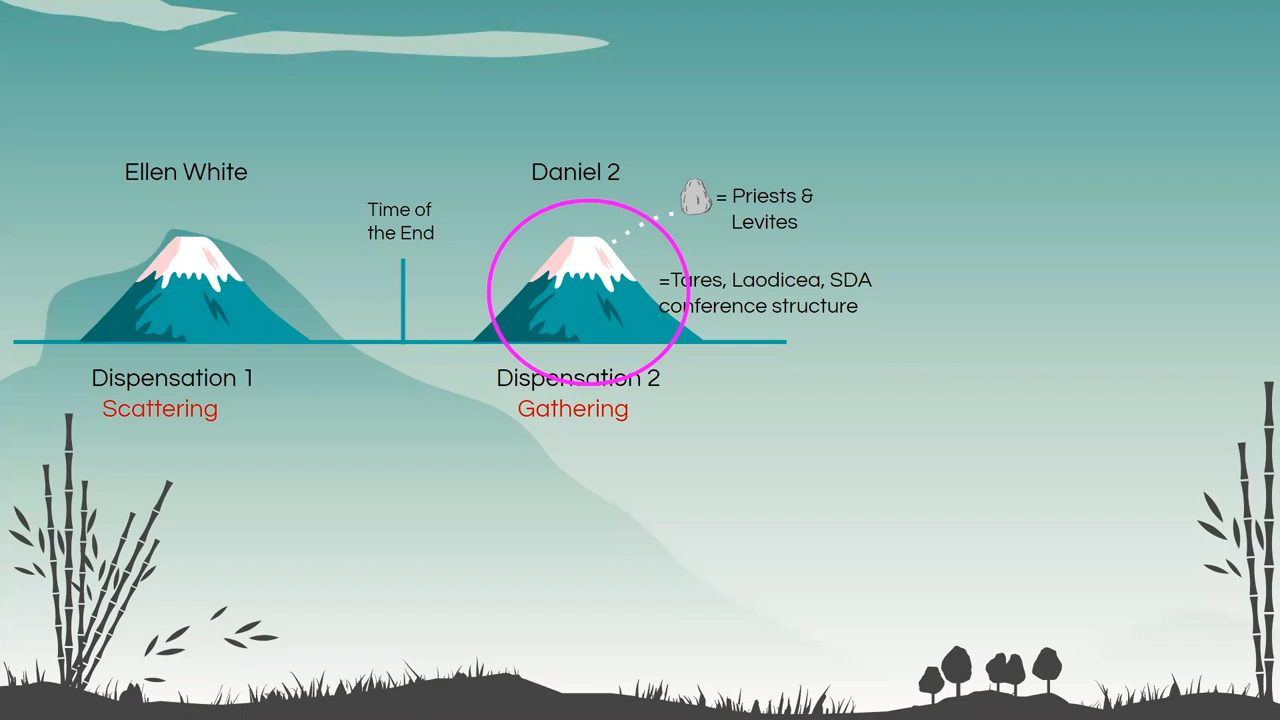 Ellen White
Daniel 2
Time of
the End
= Priests &
Levites
=Tares, Laodicea, SDA
conference structure
Dispensation 1
Scattering
Dispensation 2
Gathering